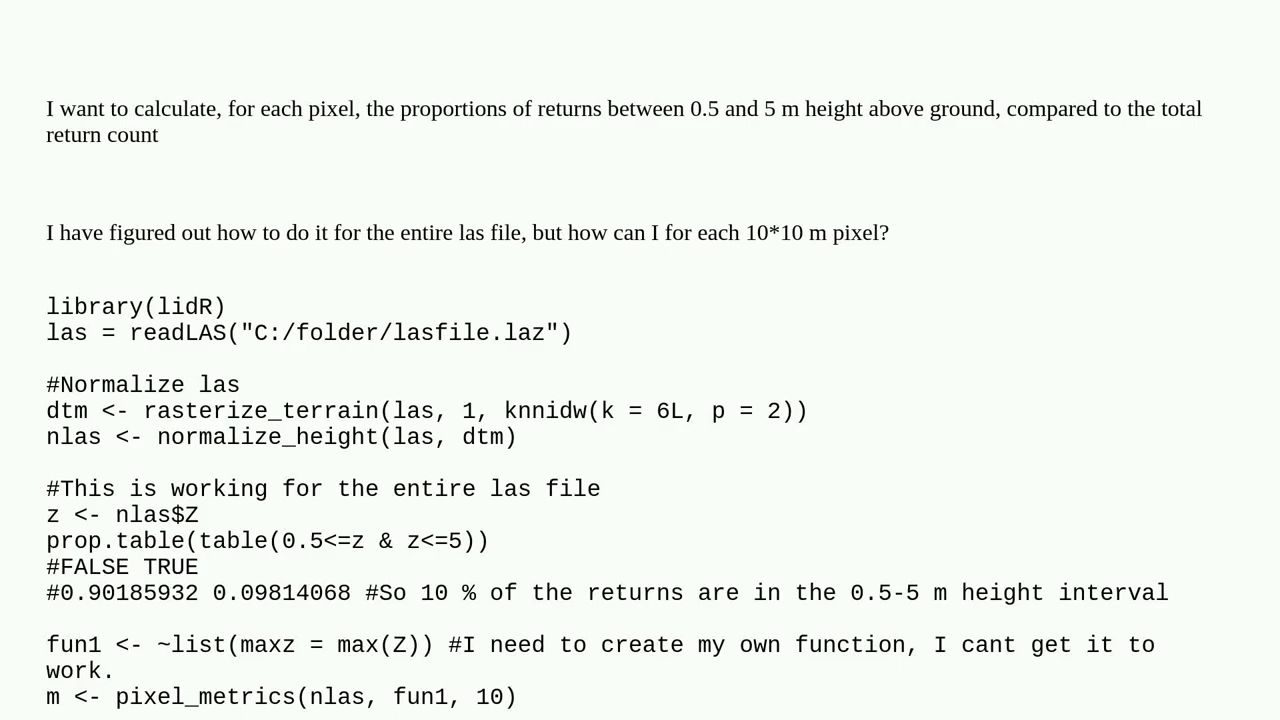 I want to calculate, for each pixel, the proportions of returns between 0.5 and 5 m height above ground, compared to the total
return count
I have figured out how to do it for the entire las file, but how can I for each 10*10 m pixel?
library(lidR)
las = readLAS("C:/folder/lasfile.laz")
#Normalize las
dtm <- rasterize_terrain(las, 1, knnidw(k = 6L, p = 2))
nlas <- normalize_height(las, dtm)
#This is working for the entire las file
z <- nlas$Z
prop.table(table(0.5<=z & z<=5))
#FALSE TRUE
#0.90185932 0.09814068 #So 10 % of the returns are in the 0.5-5 m height interval
fun1 <- ~list(maxz = max(Z)) #I need to create my own function, I cant get it to
work.
m <- pixel_metrics(nlas, fun1, 10)